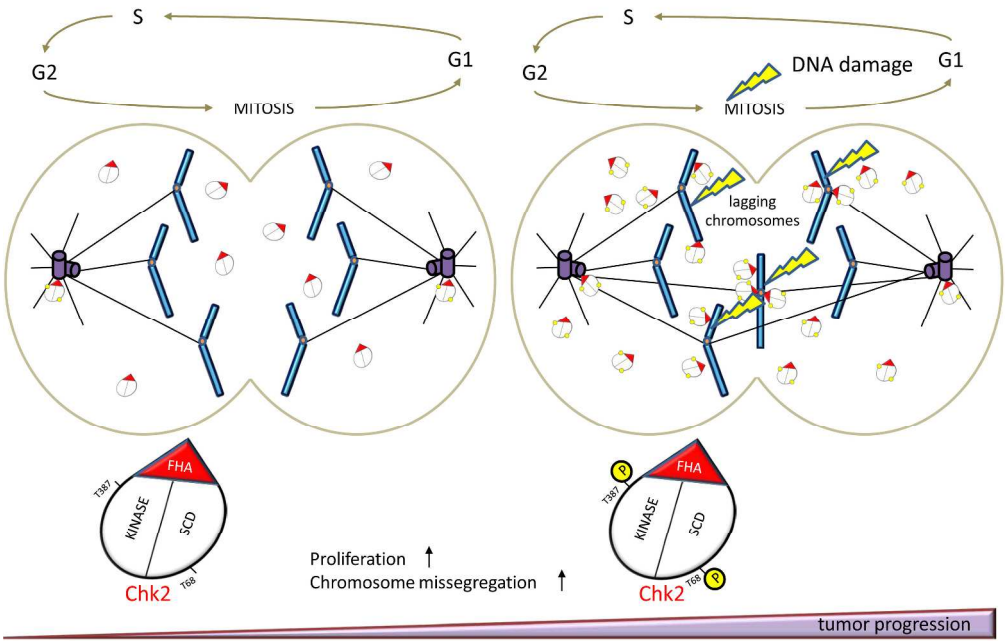 S
G2
G1
MITOSIS
S
G2
G1
DNA damage
MITOSIS
lagging
chromosomes
FHA
T387
KINASE
SCD
T68
Chk2
P
FHA
T387
KINASE
SCD
T68
P
Chk2
Proliferation ↑
Chromosome missegregation ↑
tumor progression